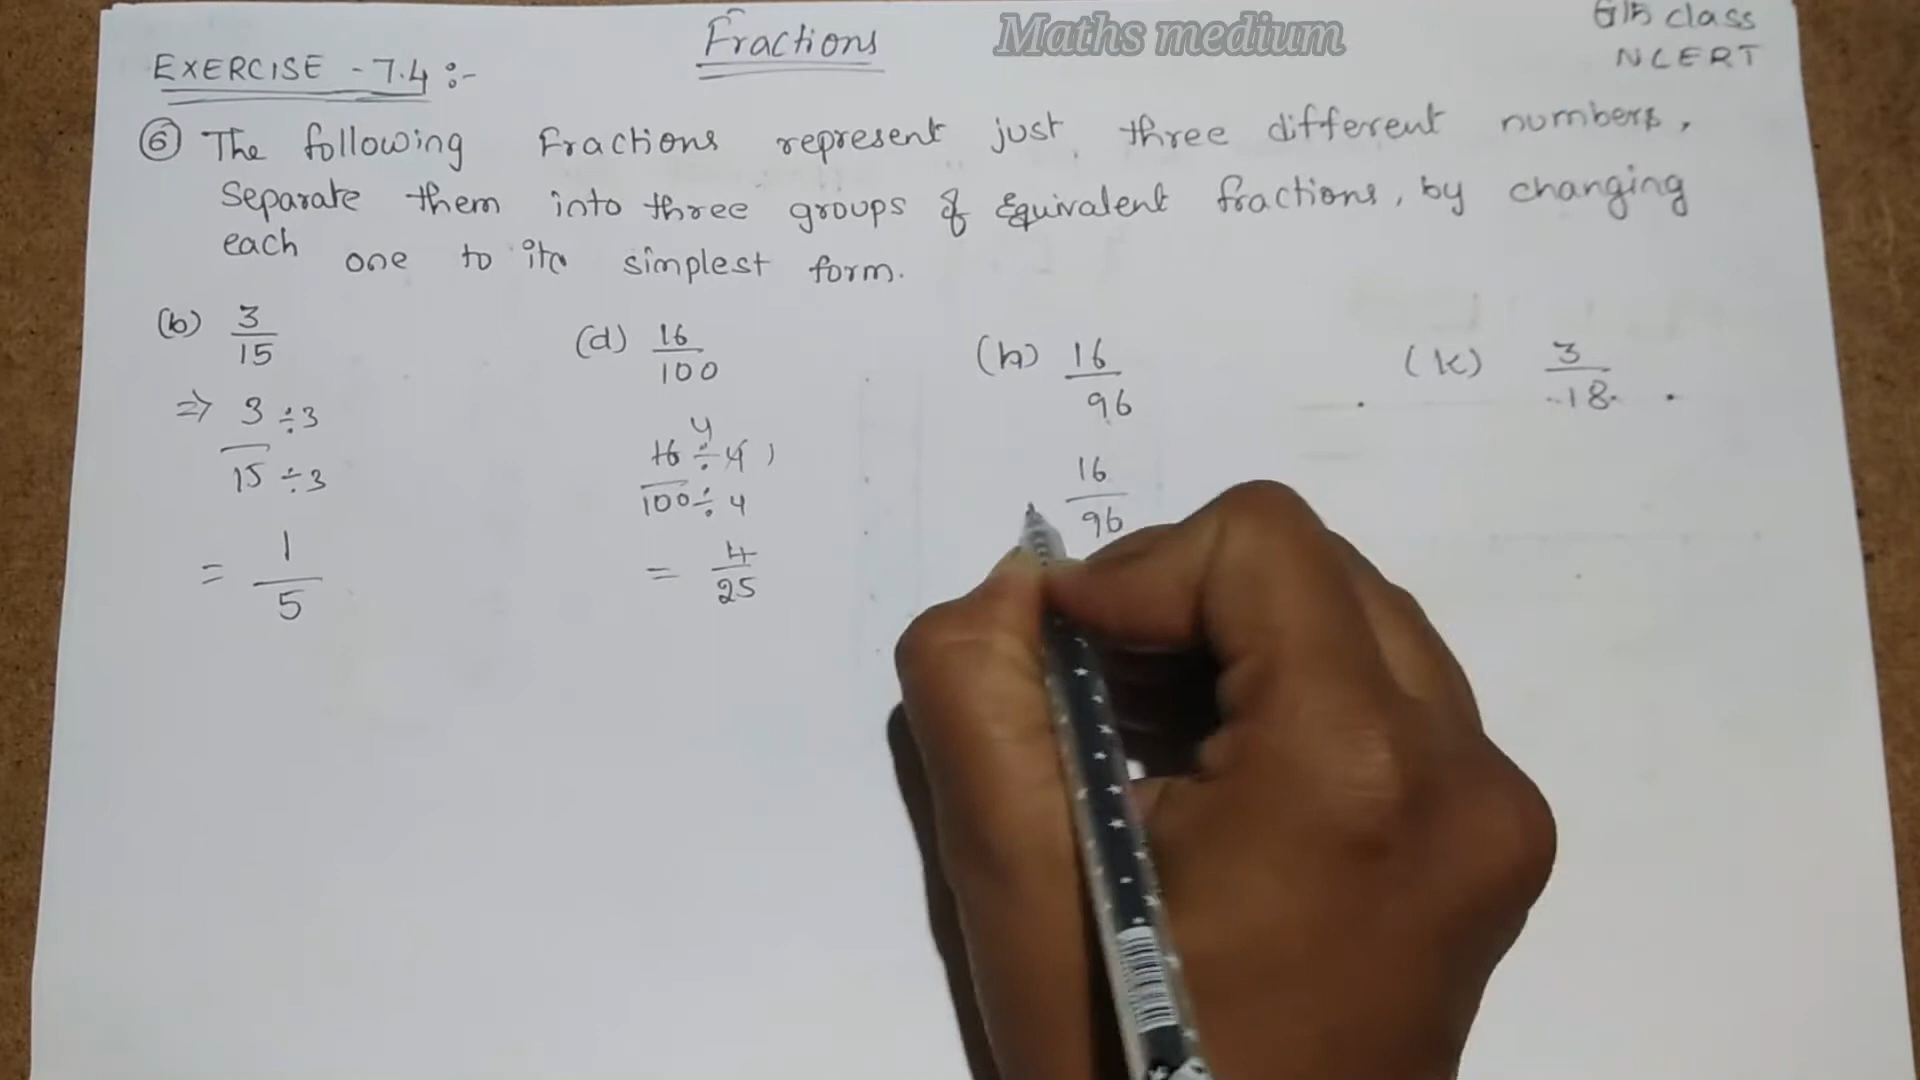 Fractions
Maths medium
6th class
NCERT
EXERCISE - 7.4 :-
⑥ The following Fractions represent just three different numbers,
Separate them into three groups of Equivalent fractions, by changing
each one to its simplest form.
(b) 3/15
(d) 16/100
(h) 16/96
(k) 3/18
⇒ 3 ÷3 / 15 ÷3
16 ÷ 4 / 100 ÷ 4
4
1
16/96
= 1/5
= 4/25